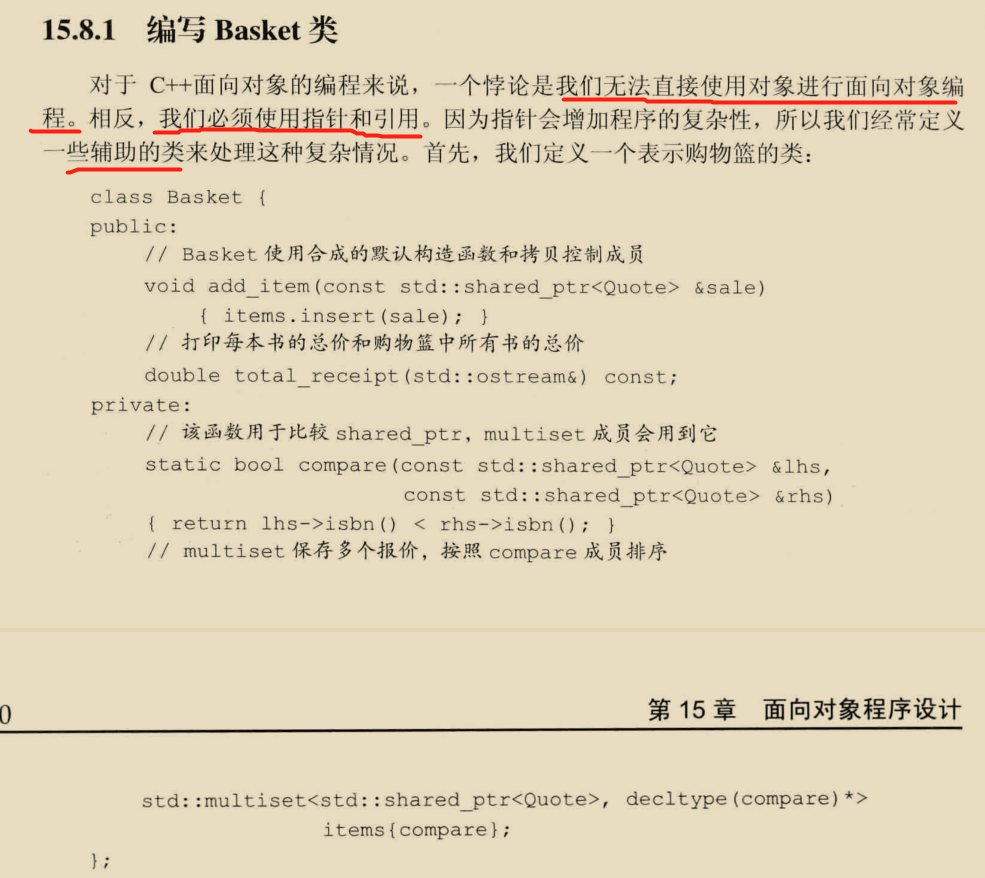 15.8.1 编写 Basket 类
对于 C++面向对象的编程来说，一个悖论是我们无法直接使用对象进行面向对象编
程。相反，我们必须使用指针和引用。因为指针会增加程序的复杂性，所以我们经常定义
一些辅助的类来处理这种复杂情况。首先，我们定义一个表示购物篮的类：
class Basket {
public:
// Basket 使用合成的默认构造函数和拷贝控制成员
void add_item(const std::shared_ptr<Quote> &sale)
{ items.insert(sale); }
// 打印每本书的总价和购物篮中所有书的总价
double total_receipt(std::ostream&) const;
private:
// 该函数用于比较 shared_ptr，multiset 成员会用到它
static bool compare(const std::shared_ptr<Quote> &lhs,
const std::shared_ptr<Quote> &rhs)
{ return lhs->isbn() < rhs->isbn(); }
// multiset 保存多个报价，按照 compare 成员排序
0 第 15 章 面向对象程序设计
std::multiset<std::shared_ptr<Quote>, decltype(compare)*>
items{compare};
};